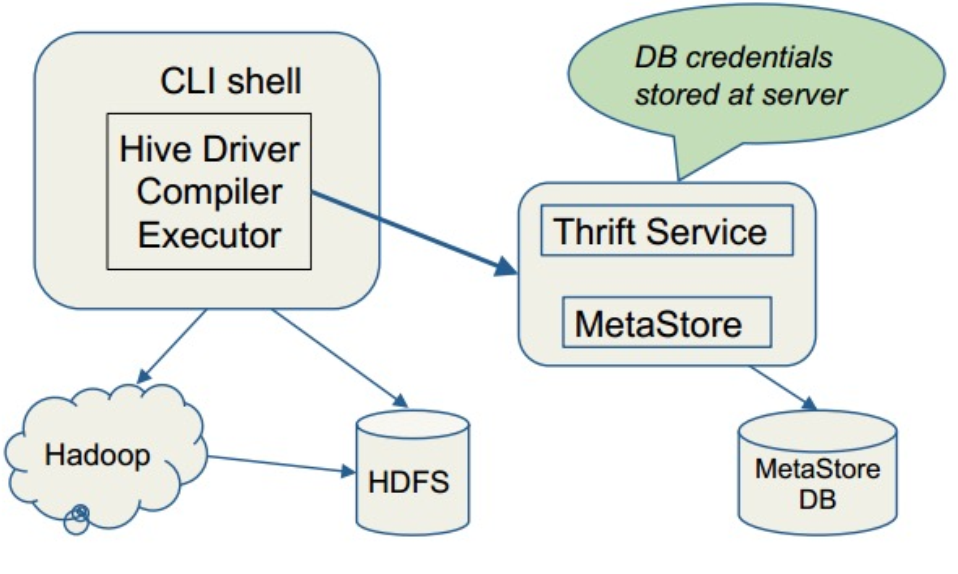 CLI shell
Hive Driver
Compiler
Executor
DB credentials
stored at server
Thrift Service
MetaStore
Hadoop
HDFS
MetaStore
DB